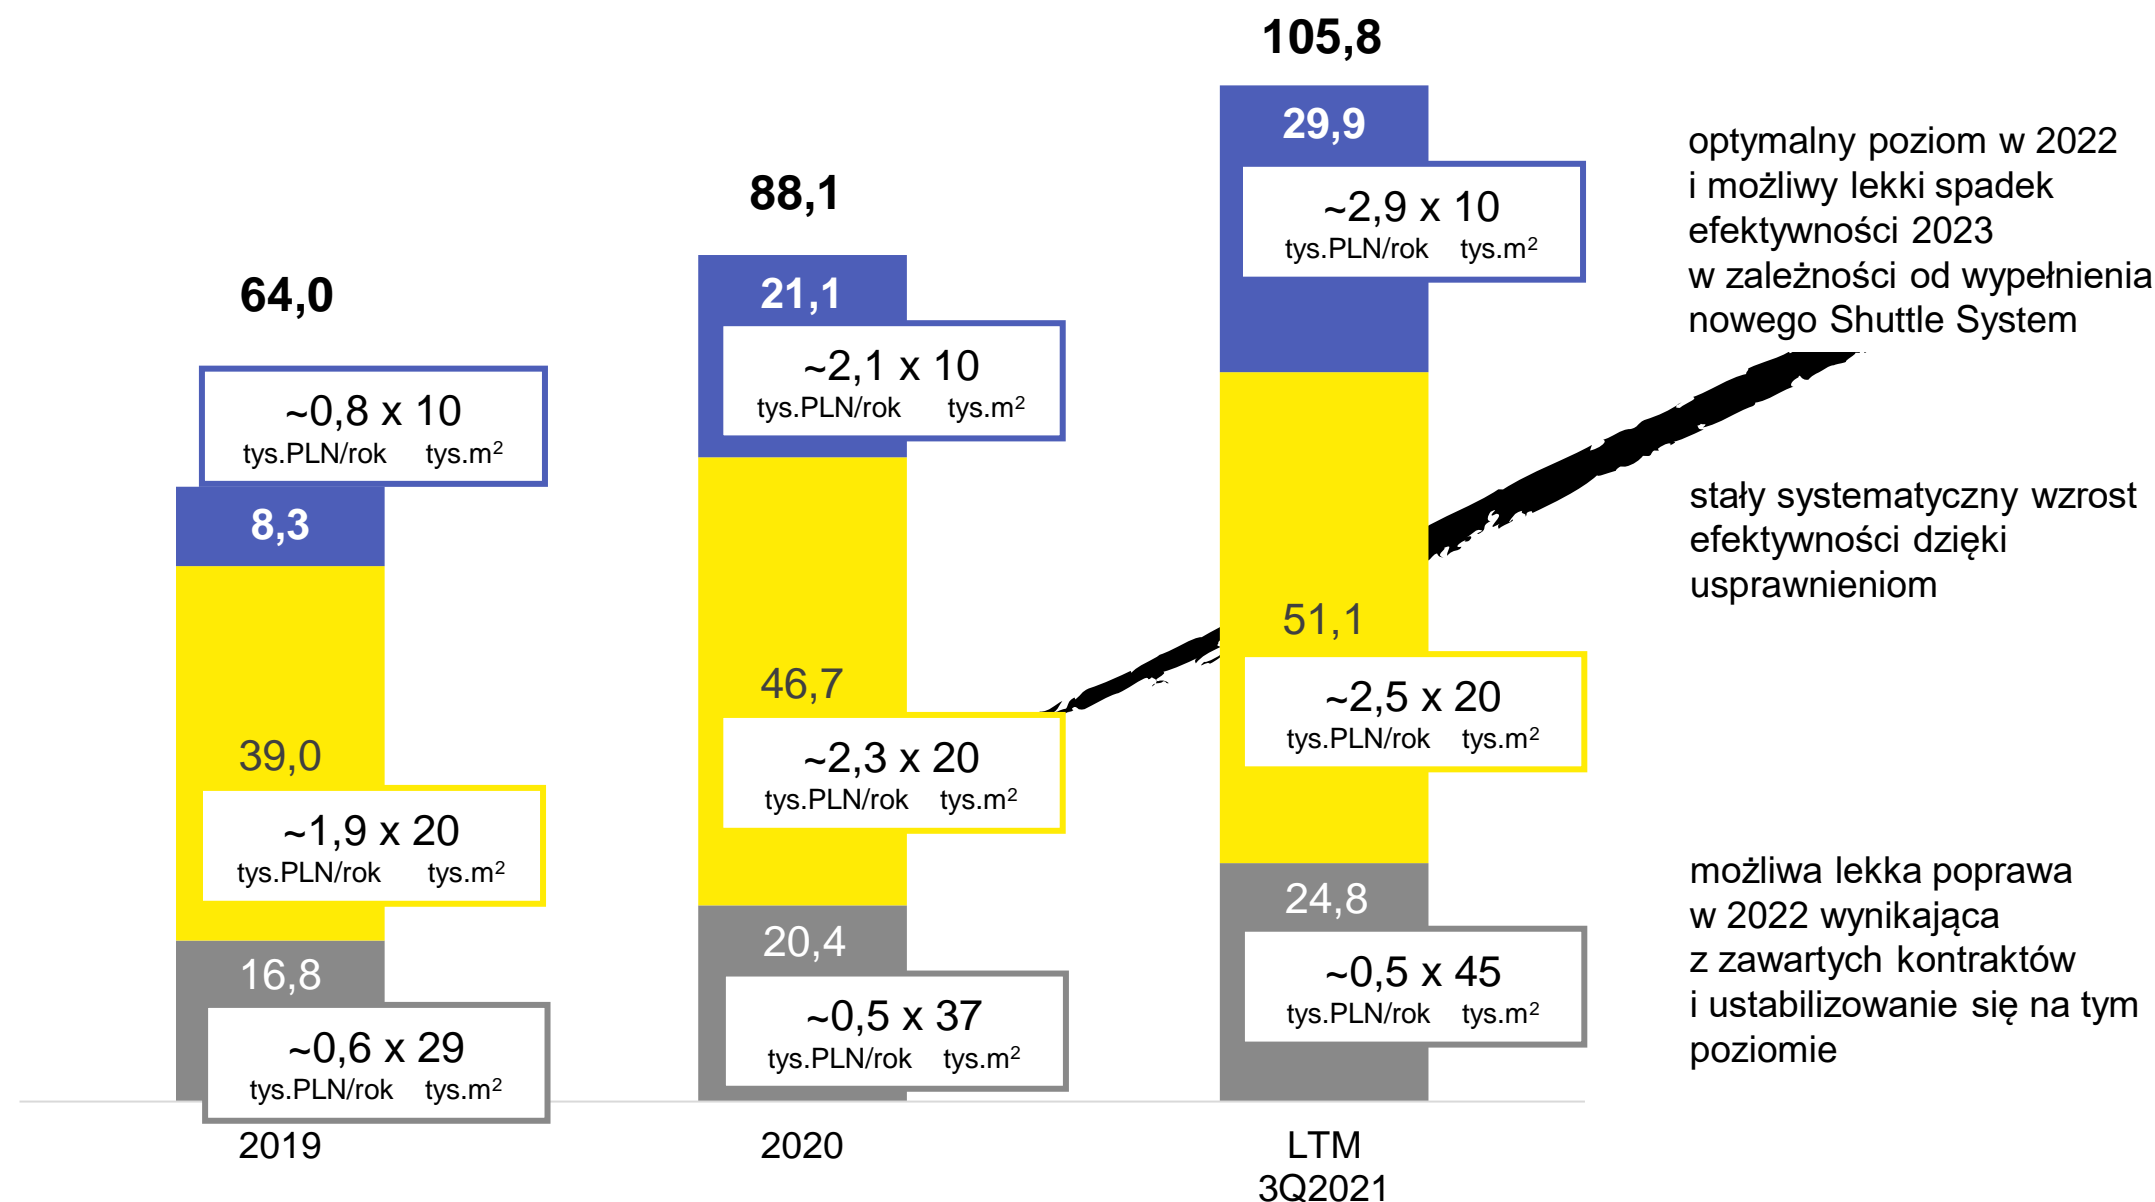 64,0
~0,8 x 10
tys.PLN/rok tys.m²
8,3
39,0
~1,9 x 20
tys.PLN/rok tys.m²
16,8
~0,6 x 29
tys.PLN/rok tys.m²
2019
88,1
21,1
~2,1 x 10
tys.PLN/rok tys.m²
46,7
~2,3 x 20
tys.PLN/rok tys.m²
20,4
~0,5 x 37
tys.PLN/rok tys.m²
2020
105,8
29,9
~2,9 x 10
tys.PLN/rok tys.m²
51,1
~2,5 x 20
tys.PLN/rok tys.m²
24,8
~0,5 x 45
tys.PLN/rok tys.m²
LTM
3Q2021
optymalny poziom w 2022
i możliwy lekki spadek
efektywności 2023
w zależności od wypełnienia
nowego Shuttle System
stały systematyczny wzrost
efektywności dzięki
usprawnieniom
możliwa lekka poprawa
w 2022 wynikająca
z zawartych kontraktów
i ustabilizowanie się na tym
poziomie